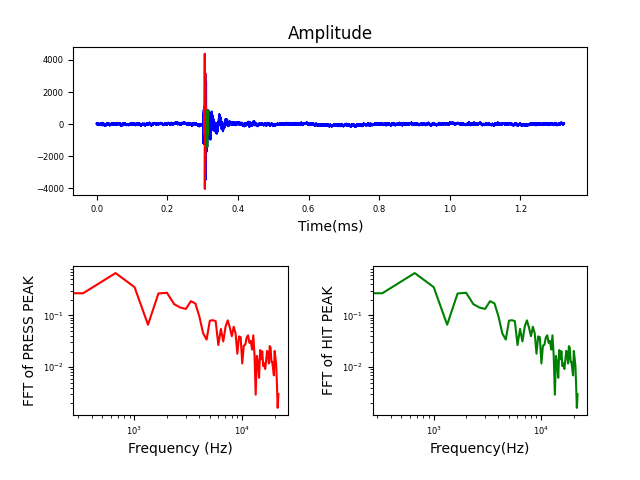 Amplitude
4000
2000
0
−2000
−4000
0.0 0.2 0.4 0.6 0.8 1.0 1.2
Time(ms)
FFT of PRESS PEAK
10⁻¹
10⁻²
10³ 10⁴
Frequency (Hz)
FFT of HIT PEAK
10⁻¹
10⁻²
10³ 10⁴
Frequency(Hz)